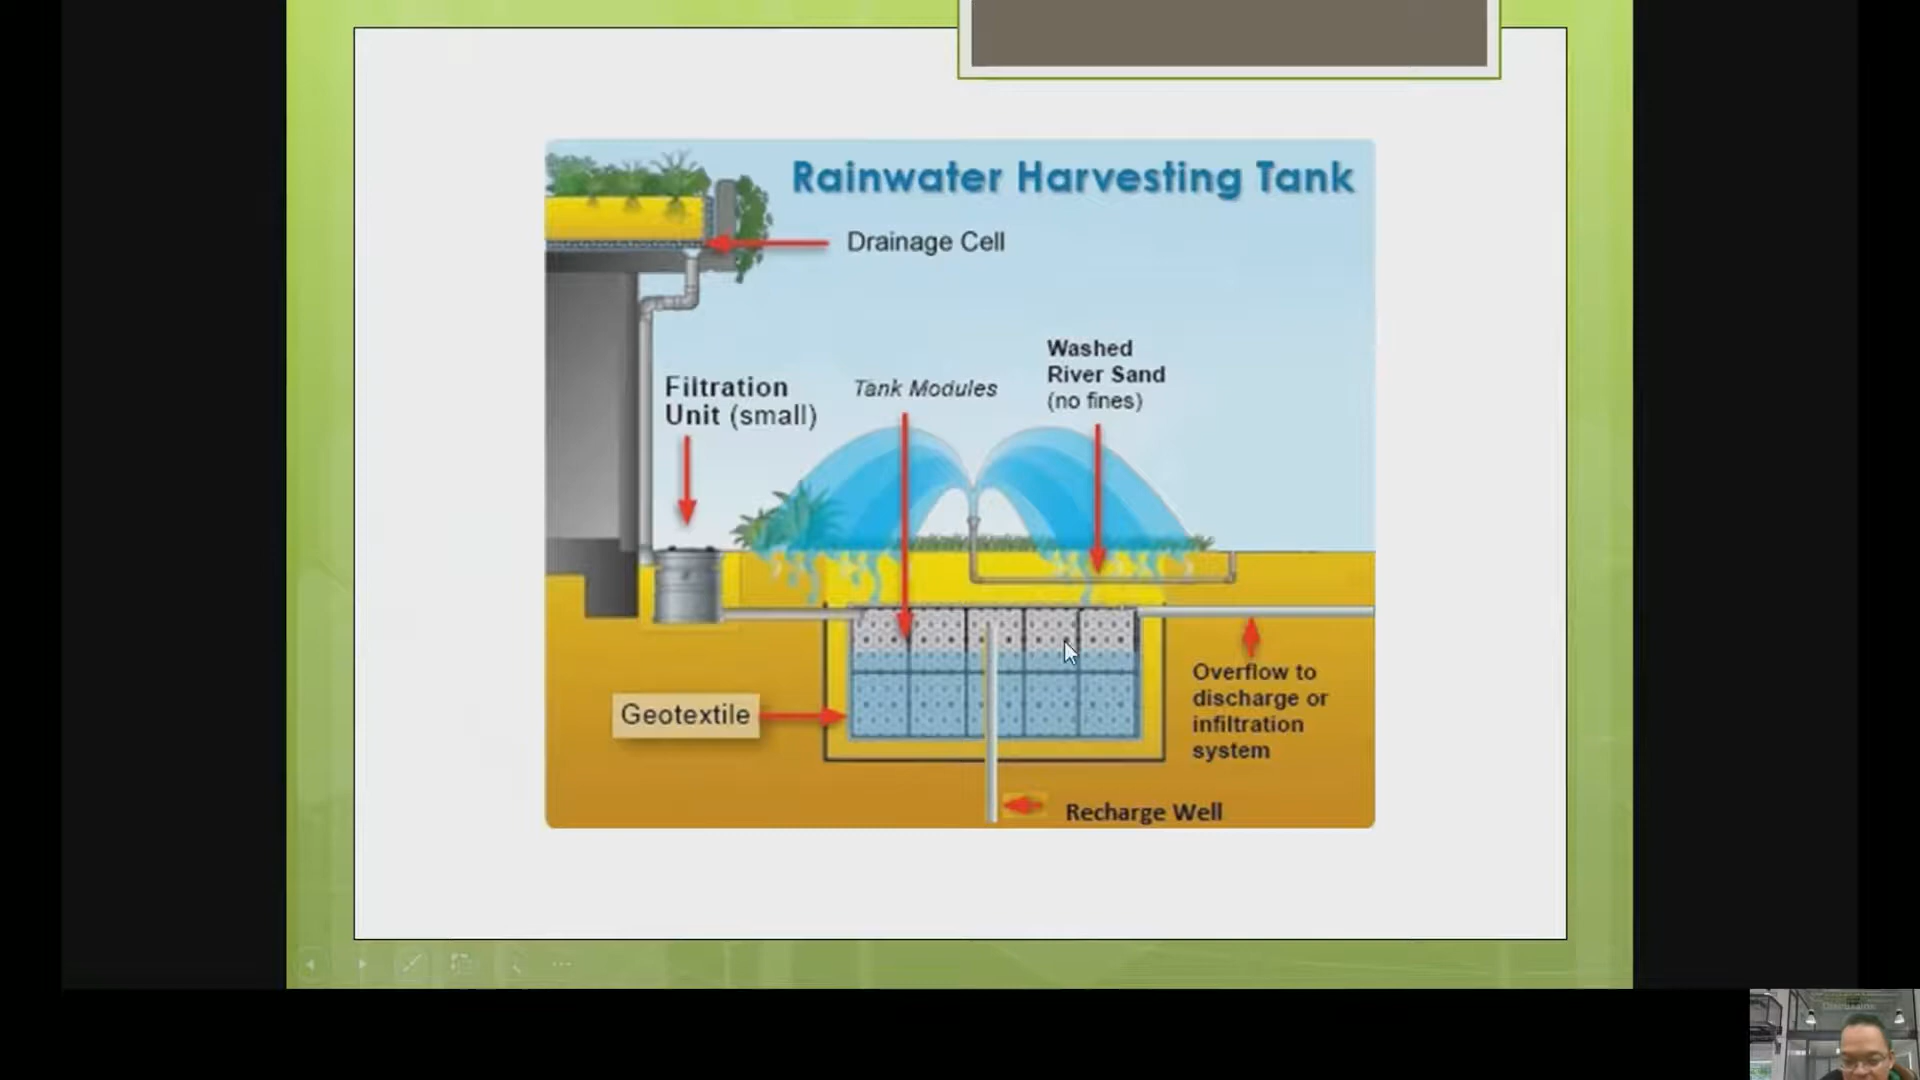 Rainwater Harvesting Tank
Drainage Cell
Washed
River Sand
(no fines)
Filtration
Unit (small)
Tank Modules
Geotextile
Overflow to
discharge or
infiltration
system
Recharge Well